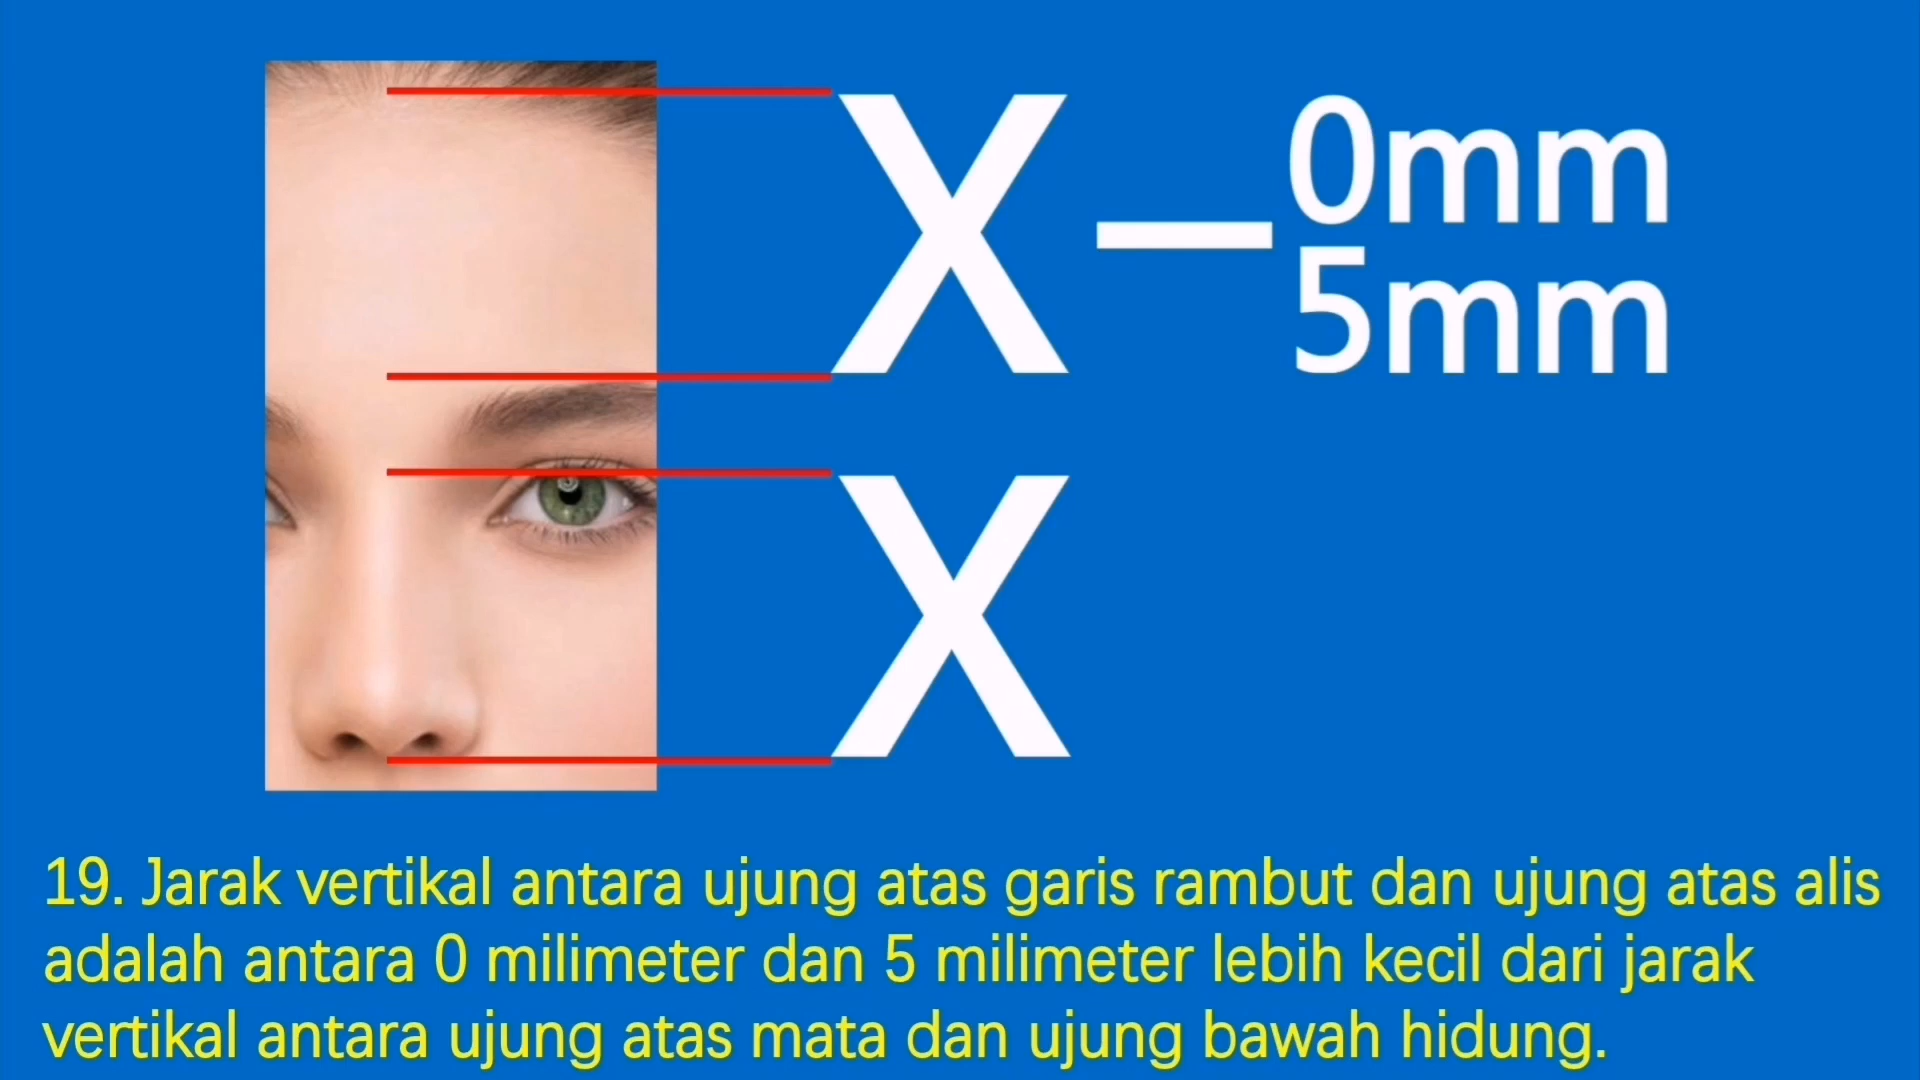 X – 0mm
5mm
X
19. Jarak vertikal antara ujung atas garis rambut dan ujung atas alis
adalah antara 0 milimeter dan 5 milimeter lebih kecil dari jarak
vertikal antara ujung atas mata dan ujung bawah hidung.